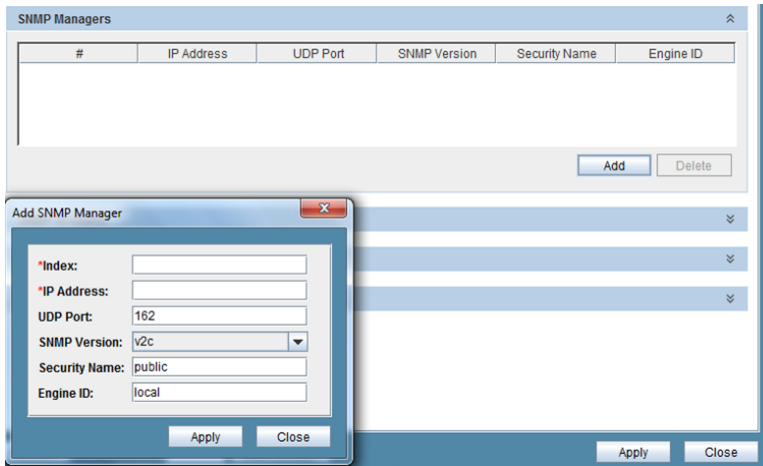 SNMP Managers
# IP Address UDP Port SNMP Version Security Name Engine ID
Add Delete
Add SNMP Manager
*Index:
*IP Address:
UDP Port: 162
SNMP Version: v2c
Security Name: public
Engine ID: local
Apply Close
Apply Close